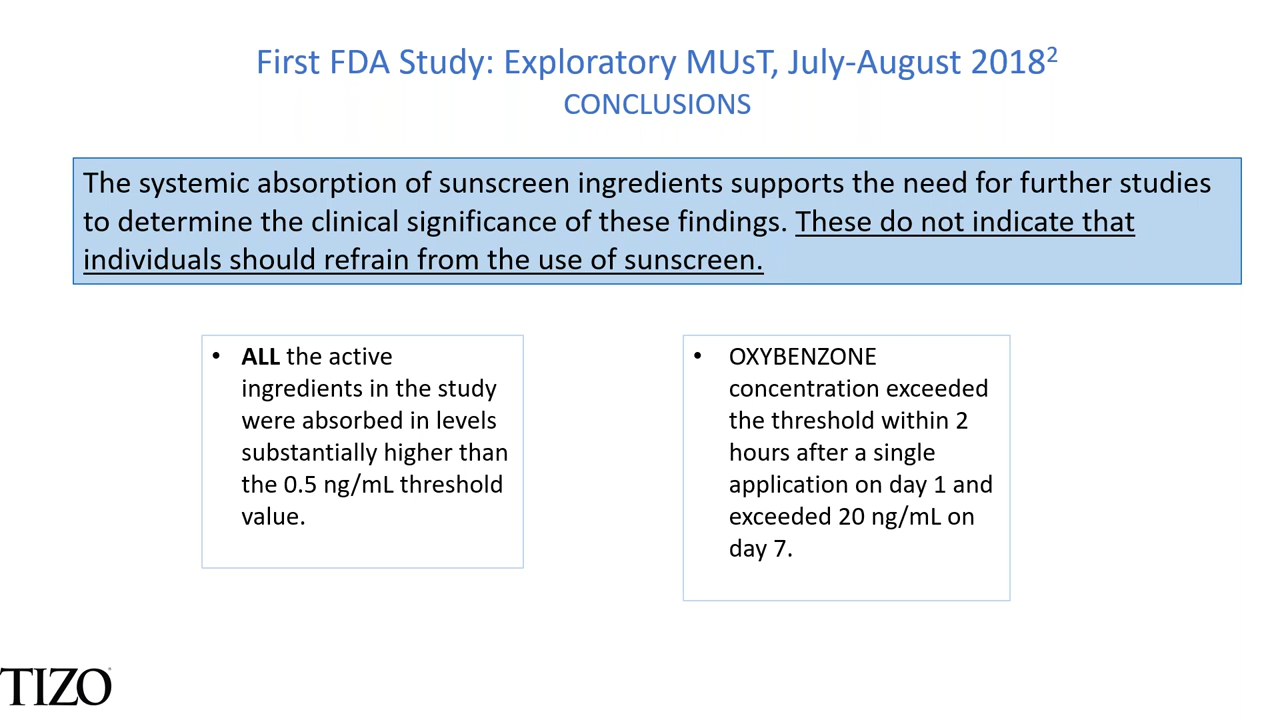 First FDA Study: Exploratory MUsT, July-August 2018²
CONCLUSIONS
The systemic absorption of sunscreen ingredients supports the need for further studies
to determine the clinical significance of these findings. These do not indicate that
individuals should refrain from the use of sunscreen.
• ALL the active
ingredients in the study
were absorbed in levels
substantially higher than
the 0.5 ng/mL threshold
value.
• OXYBENZONE
concentration exceeded
the threshold within 2
hours after a single
application on day 1 and
exceeded 20 ng/mL on
day 7.
TIZO